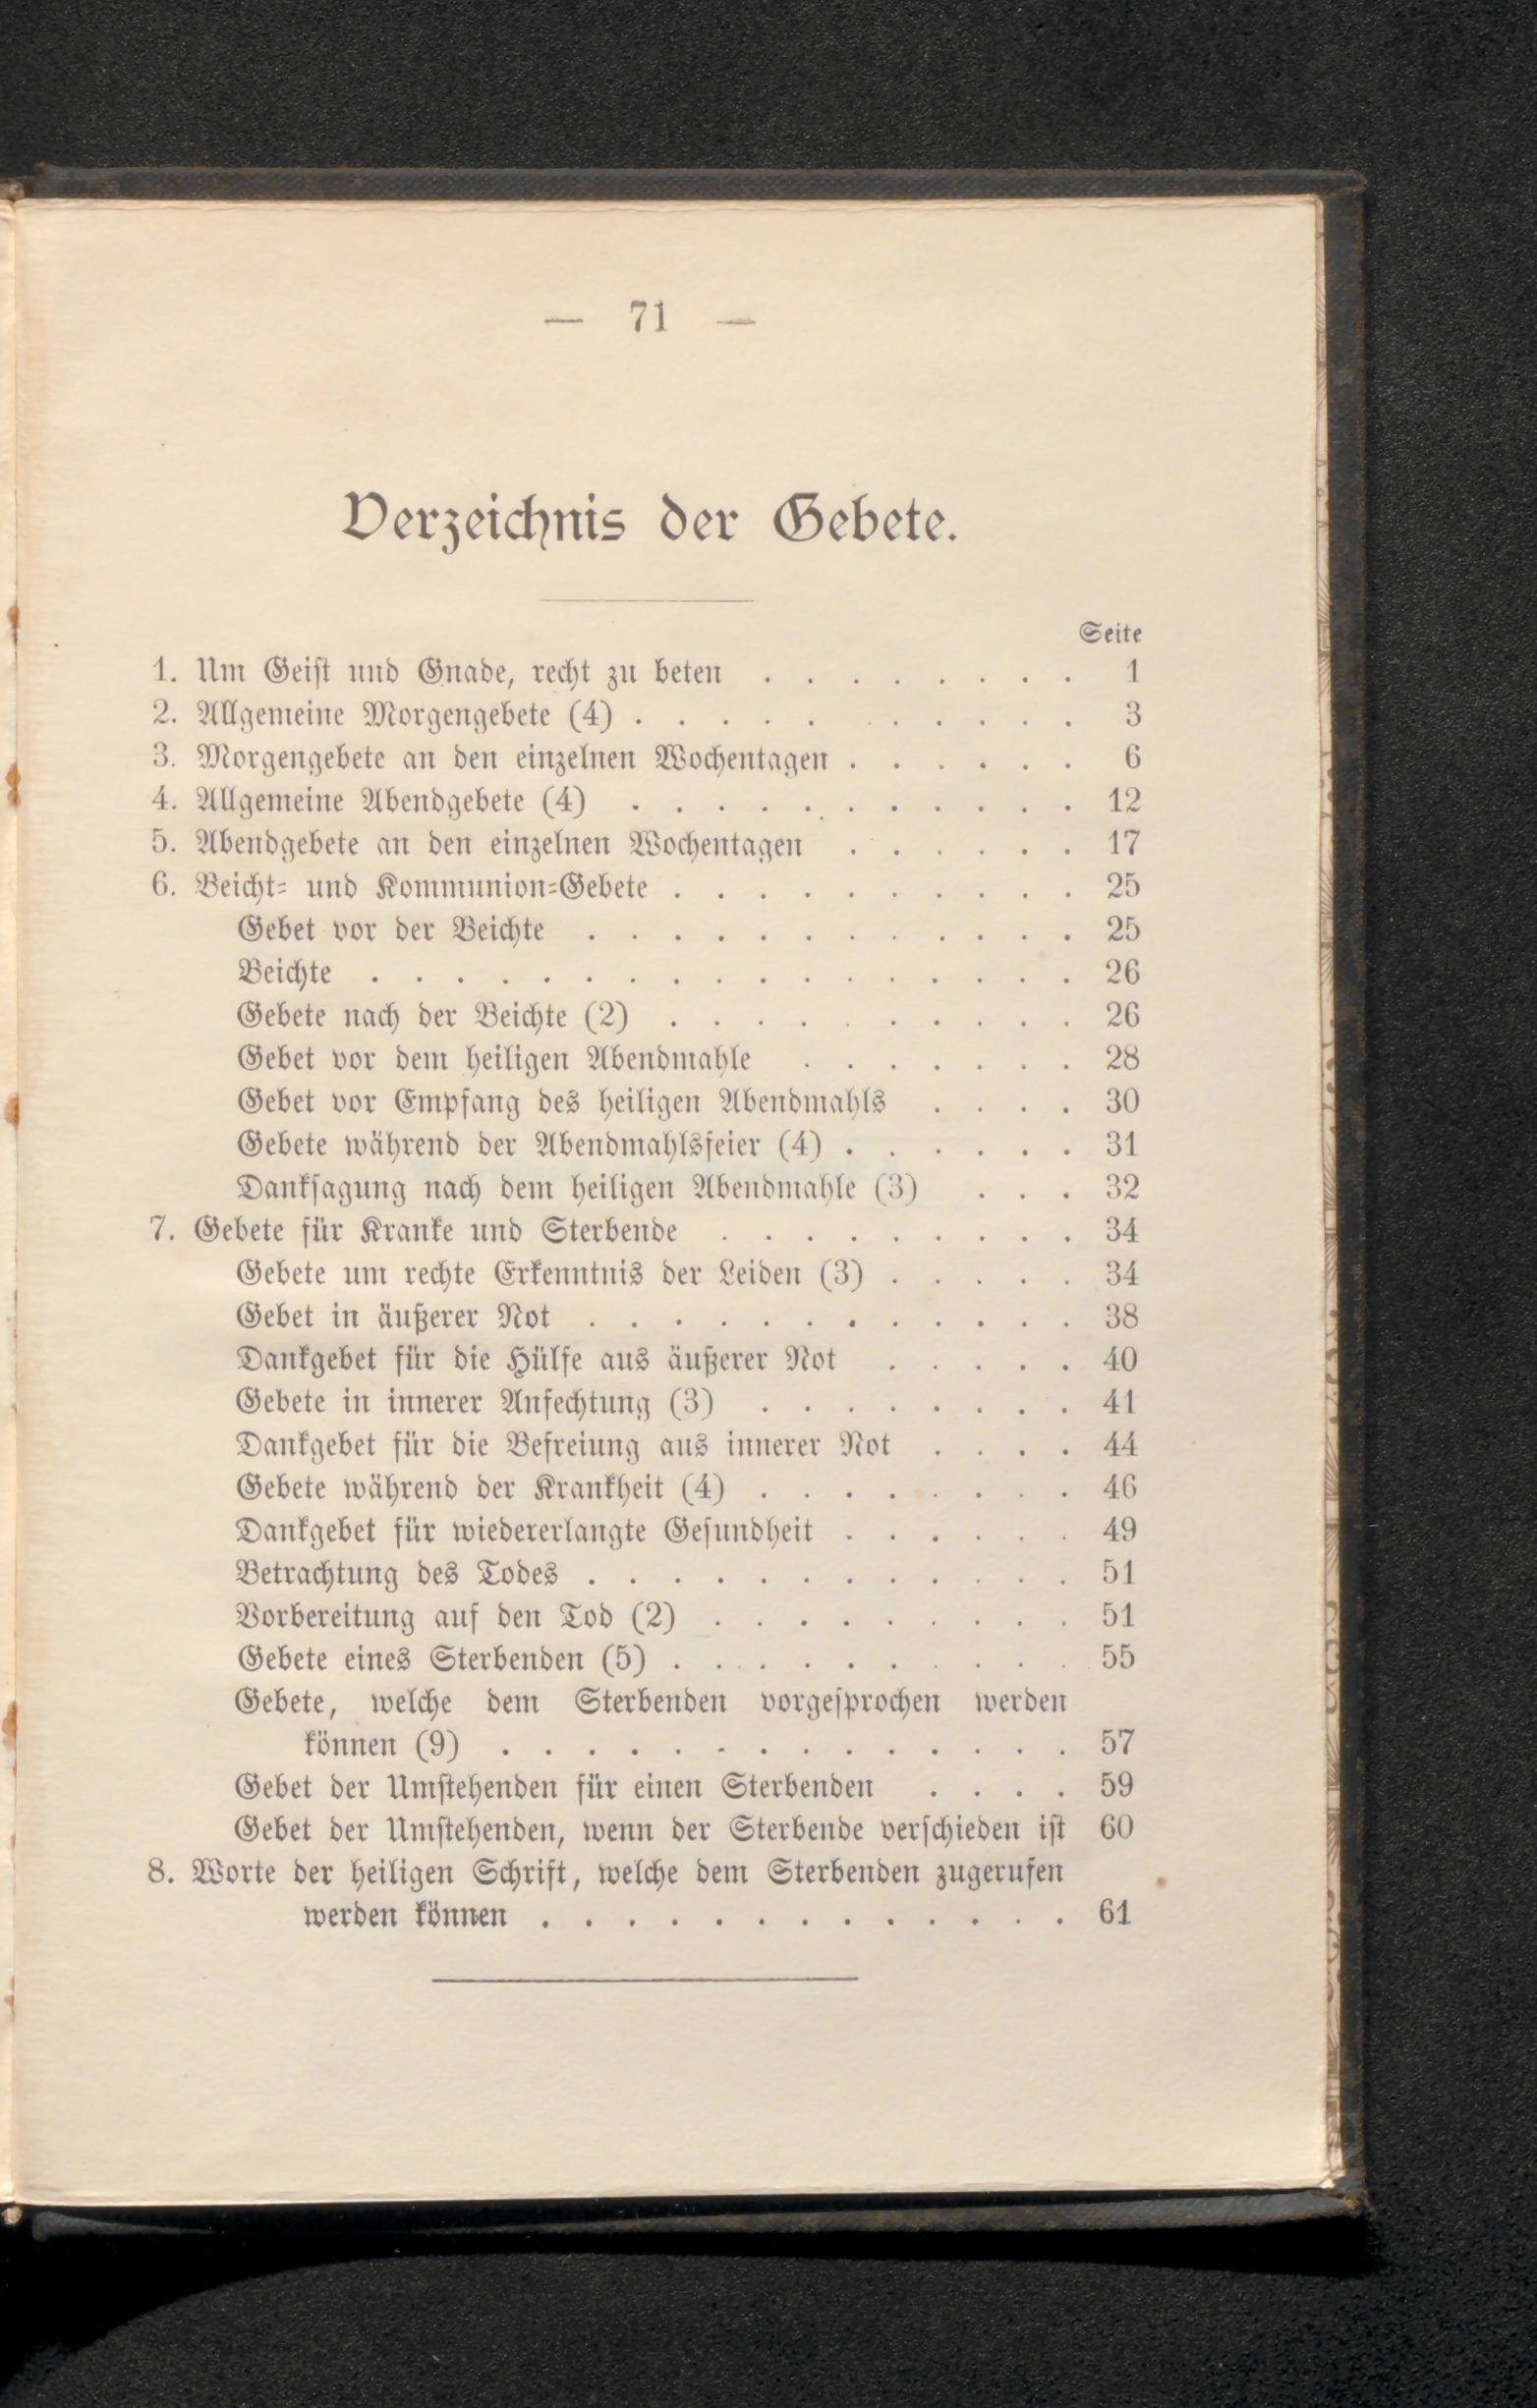 — 71 —
Verzeichnis der Gebete.
Seite
1. Um Geist und Gnade, recht zu beten . . . . . . . . 1
2. Allgemeine Morgengebete (4) . . . . . . . . . . . 3
3. Morgengebete an den einzelnen Wochentagen . . . . . . 6
4. Allgemeine Abendgebete (4) . . . . . . . . . . . 12
5. Abendgebete an den einzelnen Wochentagen . . . . . . 17
6. Beicht- und Kommunion-Gebete . . . . . . . . . . 25
Gebet vor der Beichte . . . . . . . . . . . . 25
Beichte . . . . . . . . . . . . . . . . . 26
Gebete nach der Beichte (2) . . . . . . . . . . 26
Gebet vor dem heiligen Abendmahle . . . . . . . 28
Gebet vor Empfang des heiligen Abendmahls . . . . 30
Gebete während der Abendmahlsfeier (4) . . . . . . 31
Danksagung nach dem heiligen Abendmahle (3) . . . 32
7. Gebete für Kranke und Sterbende . . . . . . . . . 34
Gebete um rechte Erkenntnis der Leiden (3) . . . . . 34
Gebet in äußerer Not . . . . . . . . . . . . 38
Dankgebet für die Hülfe aus äußerer Not . . . . . 40
Gebete in innerer Anfechtung (3) . . . . . . . . 41
Dankgebet für die Befreiung aus innerer Not . . . . 44
Gebete während der Krankheit (4) . . . . . . . . 46
Dankgebet für wiedererlangte Gesundheit . . . . . . 49
Betrachtung des Todes . . . . . . . . . . . . 51
Vorbereitung auf den Tod (2) . . . . . . . . . 51
Gebete eines Sterbenden (5) . . . . . . . . . . 55
Gebete, welche dem Sterbenden vorgesprochen werden
können (9) . . . . . . . . . . . . . . 57
Gebet der Umstehenden für einen Sterbenden . . . . 59
Gebet der Umstehenden, wenn der Sterbende verschieden ist 60
8. Worte der heiligen Schrift, welche dem Sterbenden zugerufen
werden können . . . . . . . . . . . . . 61